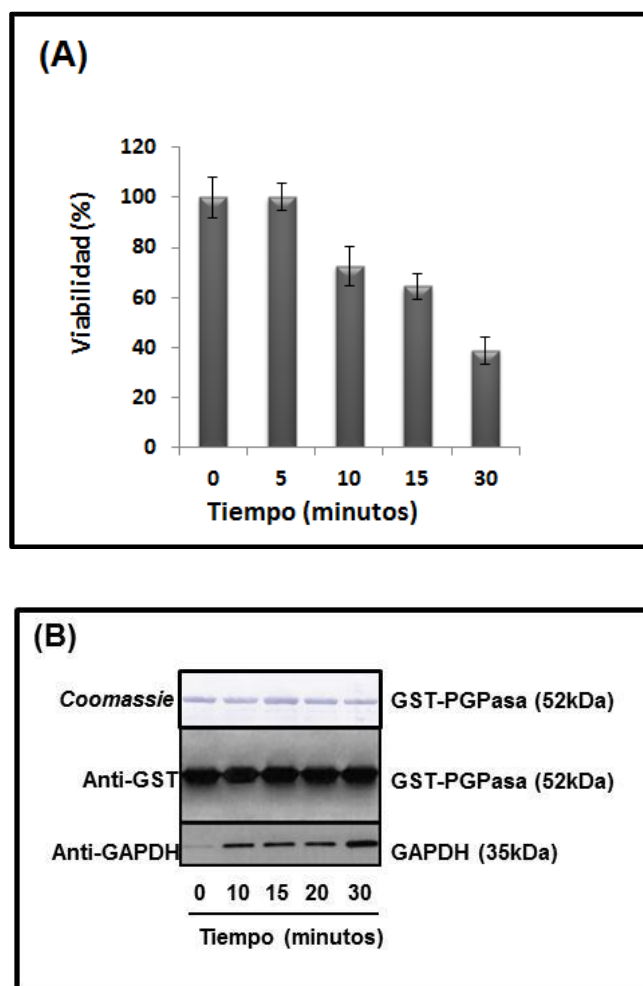 (A)
120
100
80
60
40
20
0
Viabilidad (%)
0 5 10 15 30
Tiempo (minutos)
(B)
Coomassie GST-PGPasa (52kDa)
Anti-GST GST-PGPasa (52kDa)
Anti-GAPDH GAPDH (35kDa)
0 10 15 20 30
Tiempo (minutos)